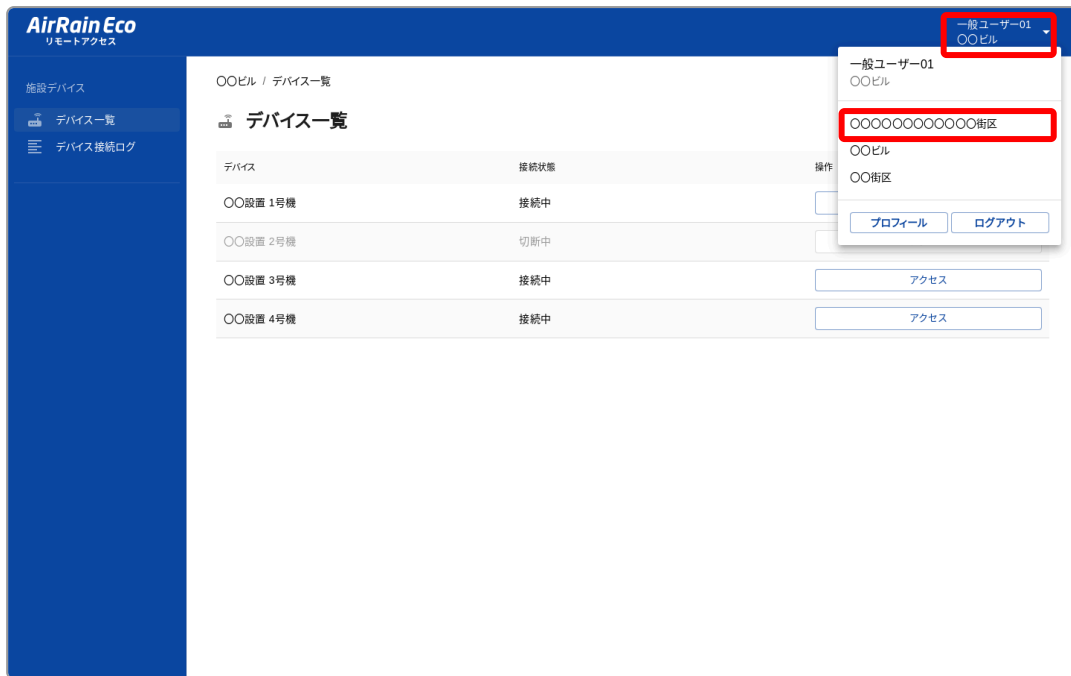 AirRain Eco
リモートアクセス
一般ユーザー01
〇〇ビル
一般ユーザー01
〇〇ビル
〇〇〇〇〇〇〇〇〇〇〇〇街区
〇〇ビル
〇〇街区
プロフィール ログアウト
施設デバイス
デバイス一覧
デバイス接続ログ
〇〇ビル / デバイス一覧
デバイス一覧
デバイス 接続状態 操作
〇〇設置 1号機 接続中
〇〇設置 2号機 切断中
〇〇設置 3号機 接続中 アクセス
〇〇設置 4号機 接続中 アクセス